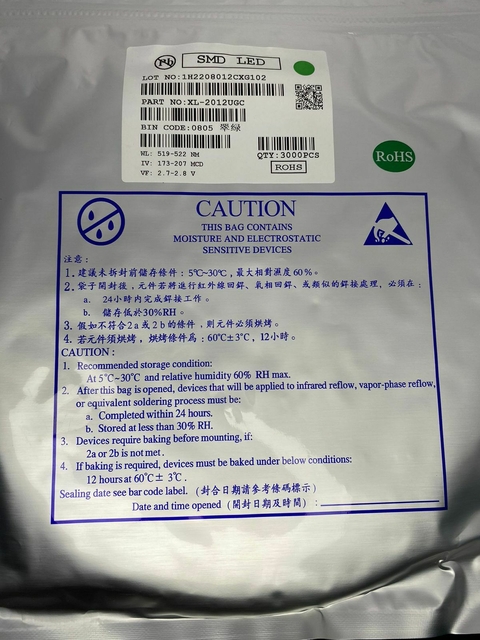 Pb
SMD LED
LOT NO:1H2208012CXG102
PART NO:XL-2012UGC
BIN CODE:0805 翠绿
WL: 519-522 NM
IV: 173-207 MCD
VF: 2.7-2.8 V
QTY:3000PCS
ROHS
RoHS
CAUTION
THIS BAG CONTAINS
MOISTURE AND ELECTROSTATIC
SENSITIVE DEVICES
注意:
1. 建議未拆封前儲存條件: 5℃~30℃, 最大相對濕度 60%。
2. 袋子開封後, 元件若將進行紅外線回銲、氣相回銲、或類似的銲接處理, 必須在:
a. 24小時内完成銲接工作。
b. 儲存低於30%RH。
3. 假如不符合2a或2b的條件, 則元件必須烘烤。
4. 若元件須烘烤, 烘烤條件為: 60℃±3℃, 12小時。
CAUTION:
1. Recommended storage condition:
At 5℃~30℃ and relative humidity 60% RH max.
2. After this bag is opened, devices that will be applied to infrared reflow, vapor-phase reflow,
or equivalent soldering process must be:
a. Completed within 24 hours.
b. Stored at less than 30% RH.
3. Devices require baking before mounting, if:
2a or 2b is not met.
4. If baking is required, devices must be baked under below conditions:
12 hours at 60℃± 3℃.
Sealing date see bar code label. (封合日期請參考條碼標示)
Date and time opened (開封日期及時間) :